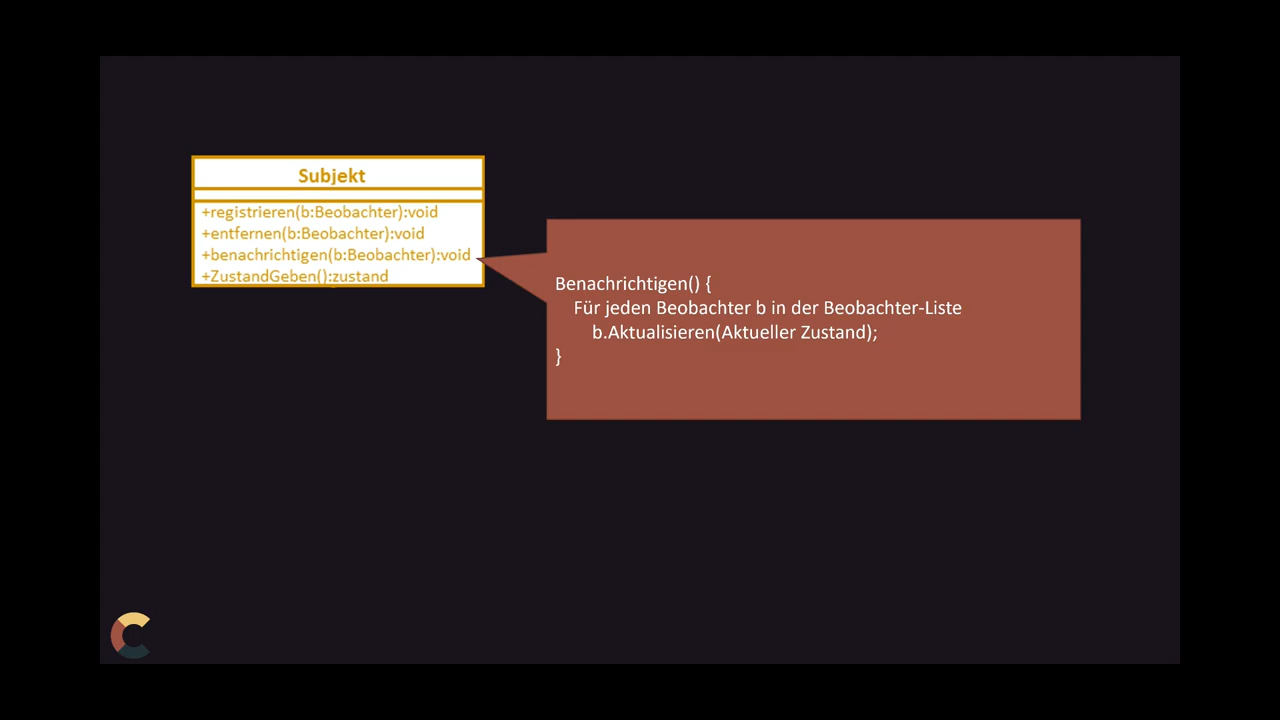 Subjekt
+registrieren(b:Beobachter):void
+entfernen(b:Beobachter):void
+benachrichtigen(b:Beobachter):void
+ZustandGeben():zustand
Benachrichtigen() {
Für jeden Beobachter b in der Beobachter-Liste
b.Aktualisieren(Aktueller Zustand);
}